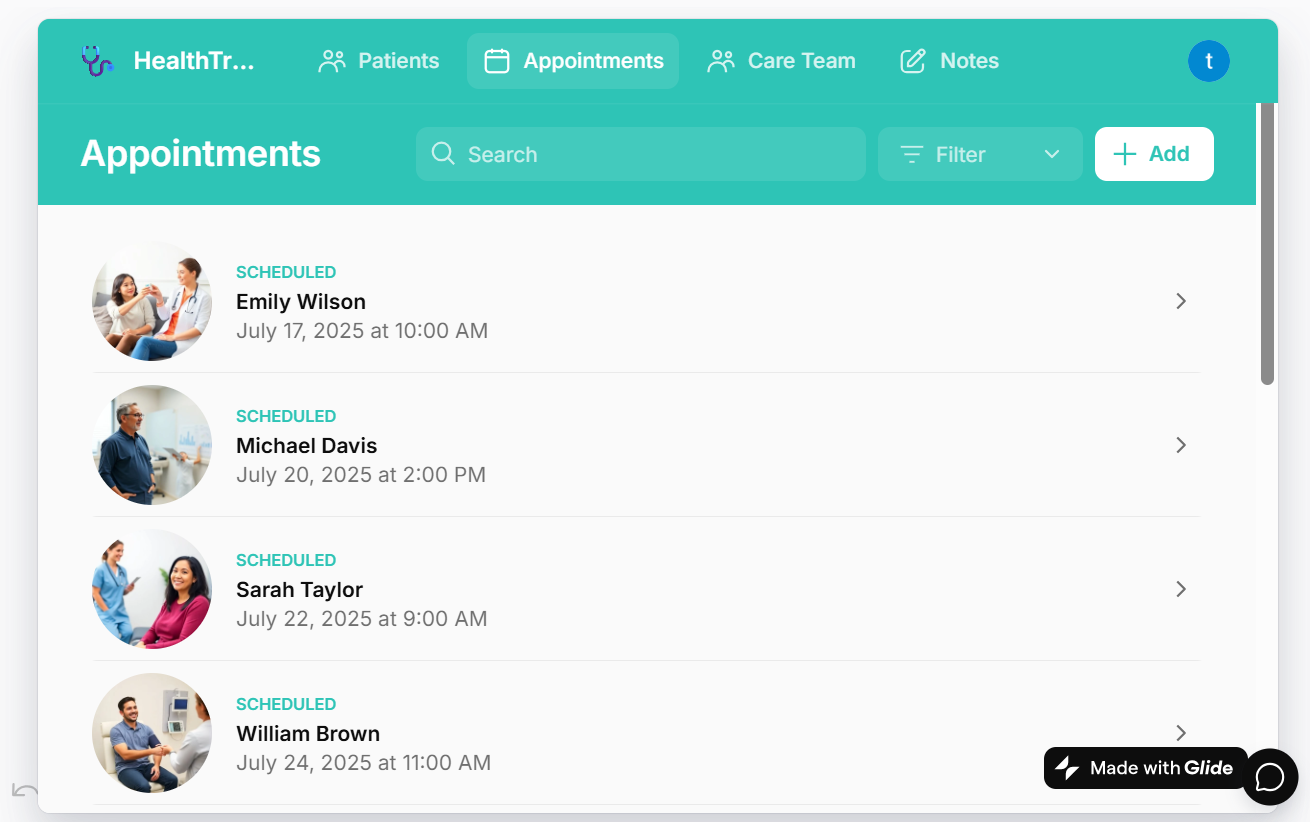 HealthTr...
Patients
Appointments
Care Team
Notes
t
Appointments
Search
Filter
Add
SCHEDULED
Emily Wilson
July 17, 2025 at 10:00 AM
SCHEDULED
Michael Davis
July 20, 2025 at 2:00 PM
SCHEDULED
Sarah Taylor
July 22, 2025 at 9:00 AM
SCHEDULED
William Brown
July 24, 2025 at 11:00 AM
Made with Glide